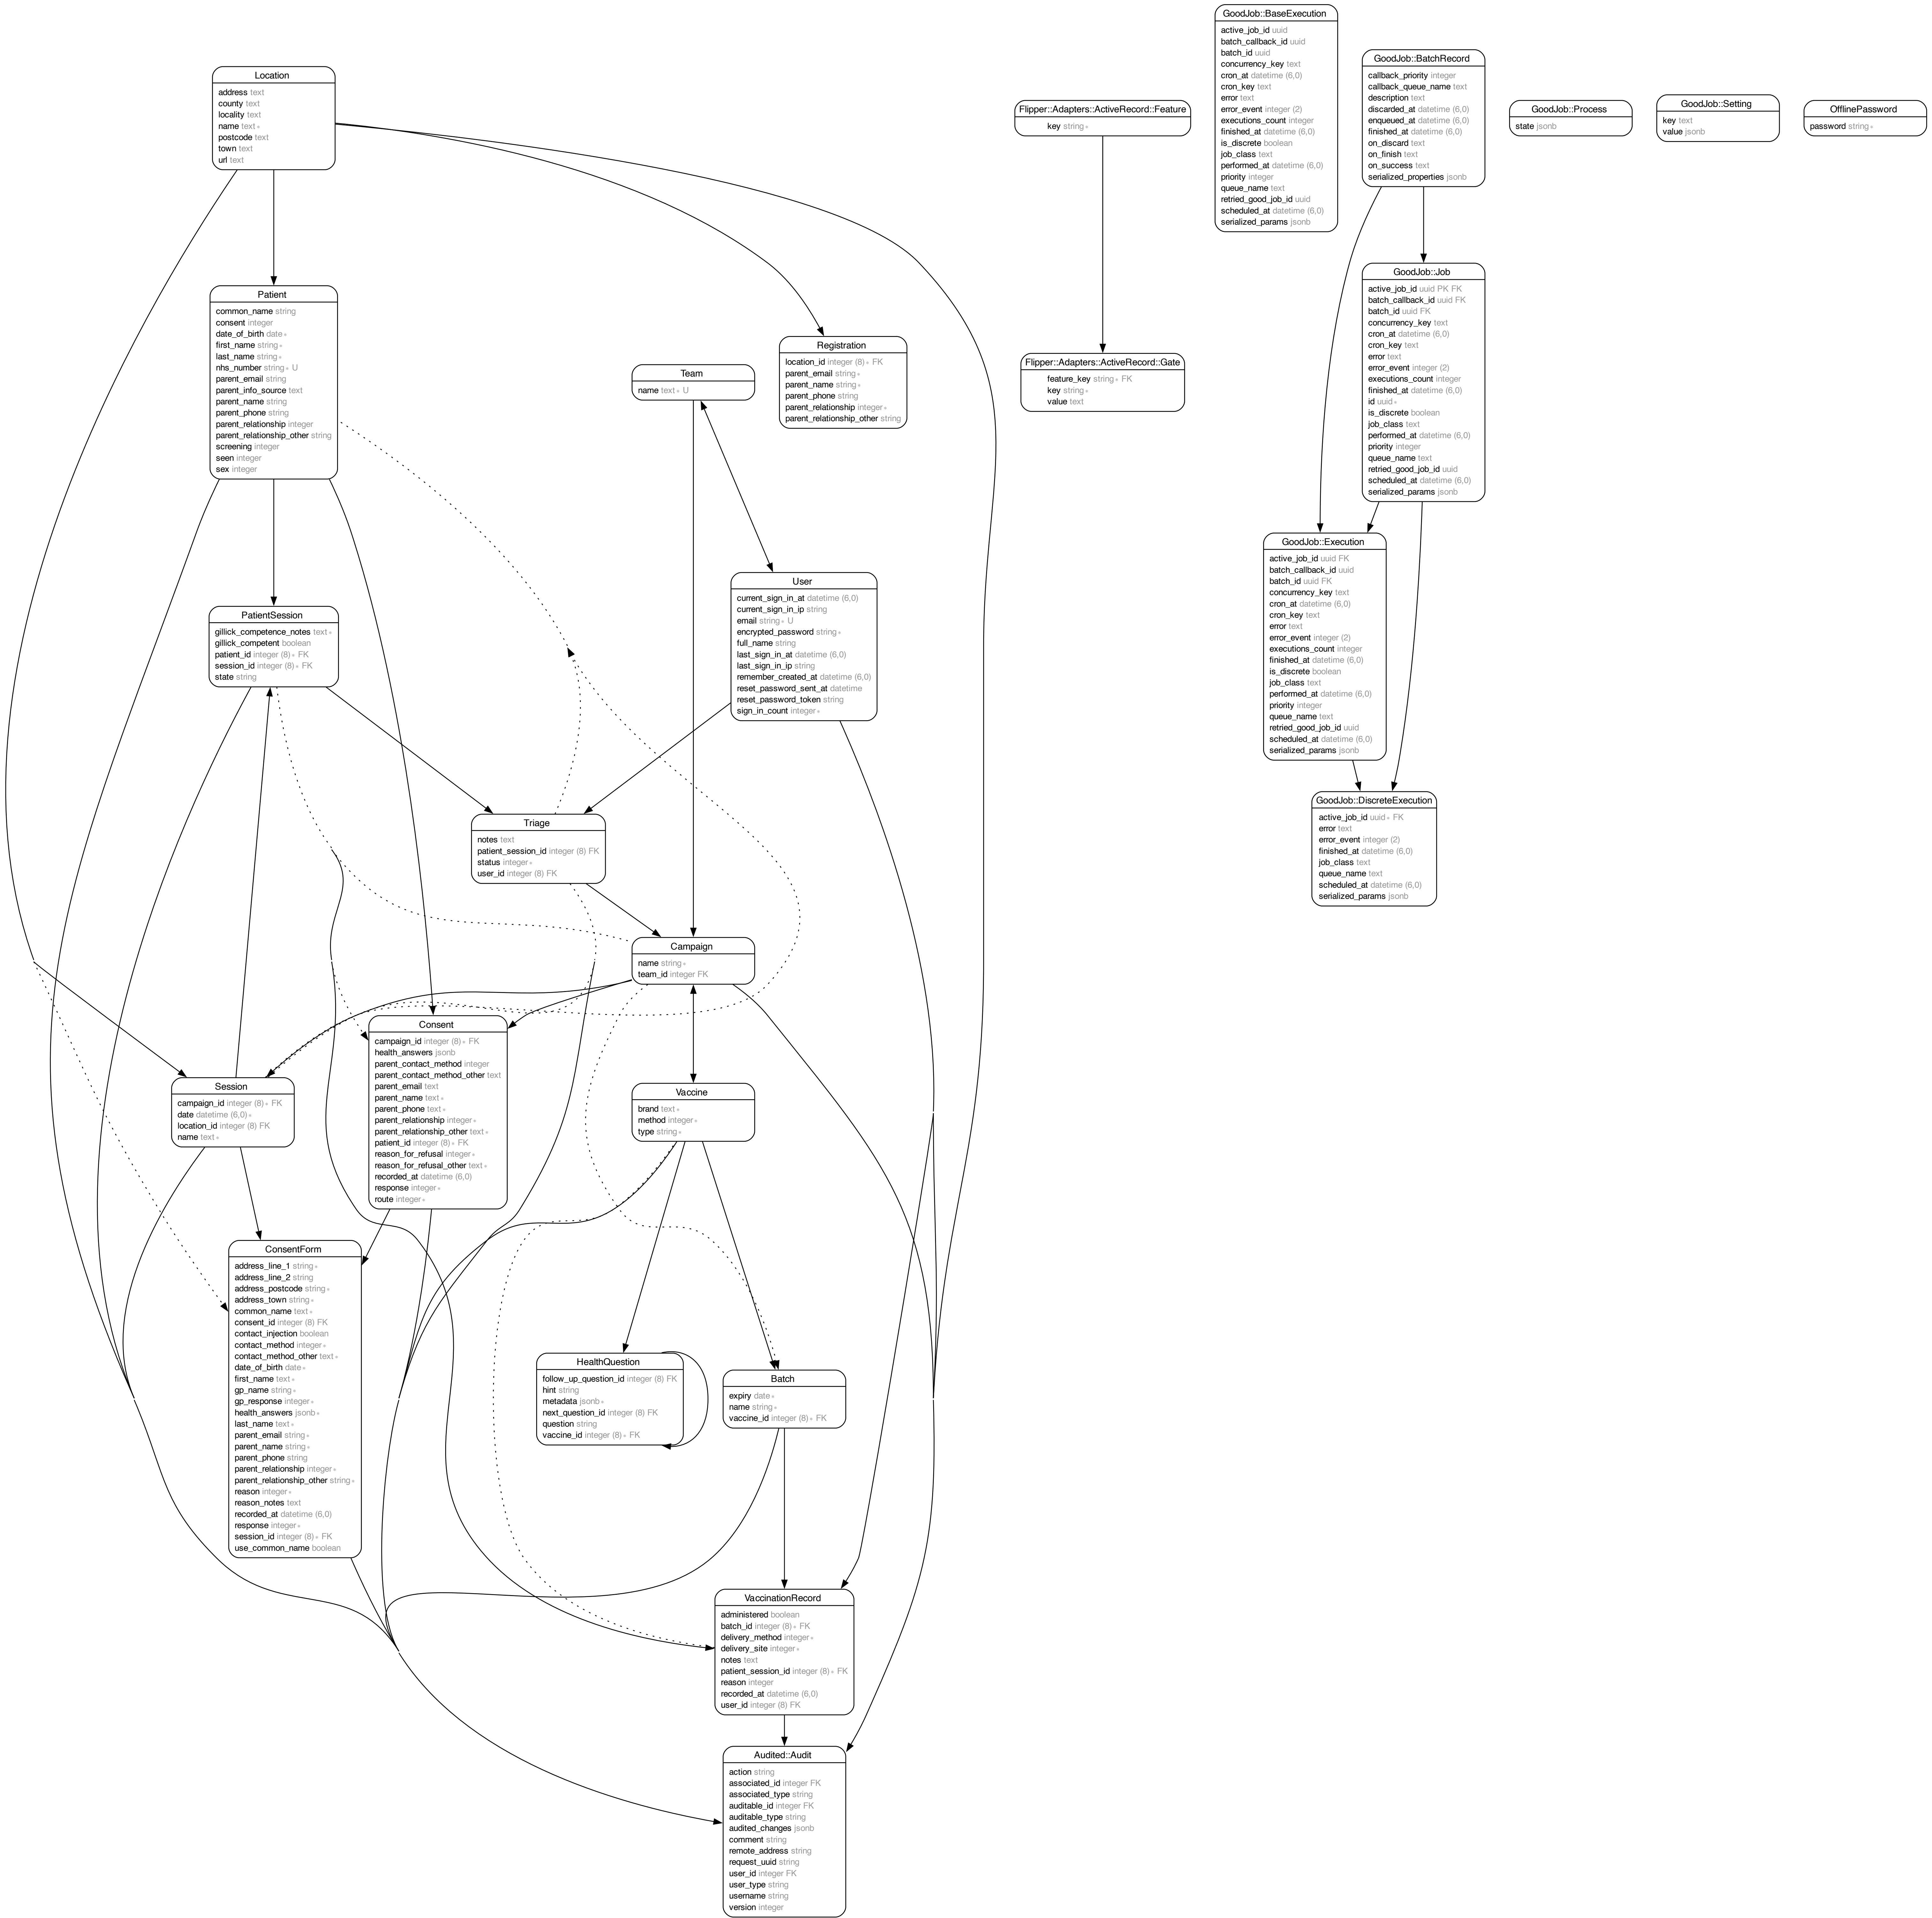 Location
address text
county text
locality text
name text∗
postcode text
town text
url text
Patient
common_name string
consent integer
date_of_birth date∗
first_name string∗
last_name string∗
nhs_number string∗ U
parent_email string
parent_info_source text
parent_name string
parent_phone string
parent_relationship integer
parent_relationship_other string
screening integer
seen integer
sex integer
Registration
location_id integer (8)∗ FK
parent_email string∗
parent_name string∗
parent_phone string
parent_relationship integer∗
parent_relationship_other string
Team
name text∗ U
User
current_sign_in_at datetime (6,0)
current_sign_in_ip string
email string∗ U
encrypted_password string∗
full_name string
last_sign_in_at datetime (6,0)
last_sign_in_ip string
remember_created_at datetime (6,0)
reset_password_sent_at datetime
reset_password_token string
sign_in_count integer∗
PatientSession
gillick_competence_notes text∗
gillick_competent boolean
patient_id integer (8)∗ FK
session_id integer (8)∗ FK
state string
Triage
notes text
patient_session_id integer (8) FK
status integer∗
user_id integer (8) FK
Campaign
name string∗
team_id integer FK
Consent
campaign_id integer (8)∗ FK
health_answers jsonb
parent_contact_method integer
parent_contact_method_other text
parent_email text
parent_name text∗
parent_phone text∗
parent_relationship integer∗
parent_relationship_other text∗
patient_id integer (8)∗ FK
reason_for_refusal integer∗
reason_for_refusal_other text∗
recorded_at datetime (6,0)
response integer∗
route integer∗
Session
campaign_id integer (8)∗ FK
date datetime (6,0)∗
location_id integer (8) FK
name text∗
Vaccine
brand text∗
method integer∗
type string∗
ConsentForm
address_line_1 string∗
address_line_2 string
address_postcode string∗
address_town string∗
common_name text∗
consent_id integer (8) FK
contact_injection boolean
contact_method integer∗
contact_method_other text∗
date_of_birth date∗
first_name text∗
gp_name string∗
gp_response integer∗
health_answers jsonb∗
last_name text∗
parent_email string∗
parent_name string∗
parent_phone string
parent_relationship integer∗
parent_relationship_other string∗
reason integer∗
reason_notes text
recorded_at datetime (6,0)
response integer∗
session_id integer (8)∗ FK
use_common_name boolean
HealthQuestion
follow_up_question_id integer (8) FK
hint string
metadata jsonb∗
next_question_id integer (8) FK
question string
vaccine_id integer (8)∗ FK
Batch
expiry date∗
name string∗
vaccine_id integer (8)∗ FK
VaccinationRecord
administered boolean
batch_id integer (8)∗ FK
delivery_method integer∗
delivery_site integer∗
notes text
patient_session_id integer (8)∗ FK
reason integer
recorded_at datetime (6,0)
user_id integer (8) FK
Audited::Audit
action string
associated_id integer FK
associated_type string
auditable_id integer FK
auditable_type string
audited_changes jsonb
comment string
remote_address string
request_uuid string
user_id integer FK
user_type string
username string
version integer
Flipper::Adapters::ActiveRecord::Feature
key string∗
Flipper::Adapters::ActiveRecord::Gate
feature_key string∗ FK
key string∗
value text
GoodJob::BaseExecution
active_job_id uuid
batch_callback_id uuid
batch_id uuid
concurrency_key text
cron_at datetime (6,0)
cron_key text
error text
error_event integer (2)
executions_count integer
finished_at datetime (6,0)
is_discrete boolean
job_class text
performed_at datetime (6,0)
priority integer
queue_name text
retried_good_job_id uuid
scheduled_at datetime (6,0)
serialized_params jsonb
GoodJob::BatchRecord
callback_priority integer
callback_queue_name text
description text
discarded_at datetime (6,0)
enqueued_at datetime (6,0)
finished_at datetime (6,0)
on_discard text
on_finish text
on_success text
serialized_properties jsonb
GoodJob::Job
active_job_id uuid PK FK
batch_callback_id uuid FK
batch_id uuid FK
concurrency_key text
cron_at datetime (6,0)
cron_key text
error text
error_event integer (2)
executions_count integer
finished_at datetime (6,0)
id uuid∗
is_discrete boolean
job_class text
performed_at datetime (6,0)
priority integer
queue_name text
retried_good_job_id uuid
scheduled_at datetime (6,0)
serialized_params jsonb
GoodJob::Execution
active_job_id uuid FK
batch_callback_id uuid
batch_id uuid FK
concurrency_key text
cron_at datetime (6,0)
cron_key text
error text
error_event integer (2)
executions_count integer
finished_at datetime (6,0)
is_discrete boolean
job_class text
performed_at datetime (6,0)
priority integer
queue_name text
retried_good_job_id uuid
scheduled_at datetime (6,0)
serialized_params jsonb
GoodJob::DiscreteExecution
active_job_id uuid∗ FK
error text
error_event integer (2)
finished_at datetime (6,0)
job_class text
queue_name text
scheduled_at datetime (6,0)
serialized_params jsonb
GoodJob::Process
state jsonb
GoodJob::Setting
key text
value jsonb
OfflinePassword
password string∗